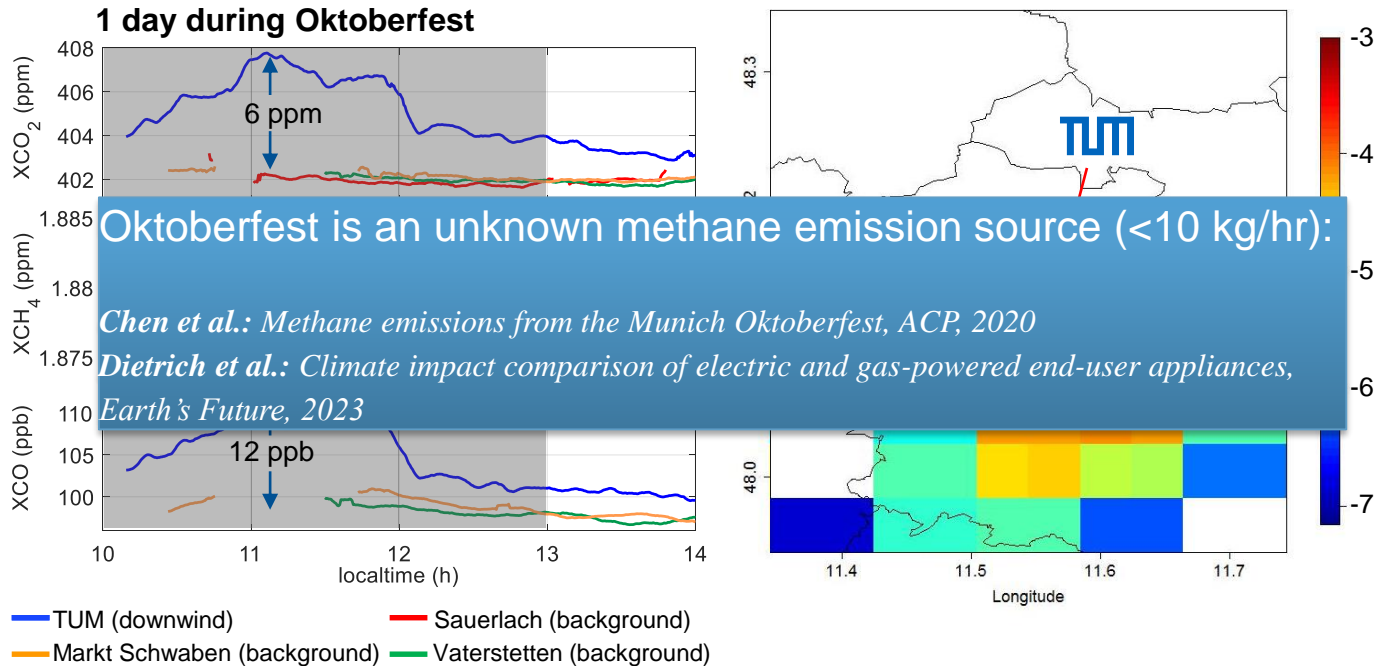 1 day during Oktoberfest
408
406
404
402
XCO2 (ppm)
6 ppm
1.885
1.88
1.875
XCH4 (ppm)
Oktoberfest is an unknown methane emission source (<10 kg/hr):
Chen et al.: Methane emissions from the Munich Oktoberfest, ACP, 2020
Dietrich et al.: Climate impact comparison of electric and gas-powered end-user appliances,
Earth’s Future, 2023
110
105
100
XCO (ppb)
12 ppb
10 11 12 13 14
localtime (h)
TUM (downwind) Sauerlach (background)
Markt Schwaben (background) Vaterstetten (background)
TUM
48.3
48.0
11.4 11.5 11.6 11.7
Longitude
-3
-4
-5
-6
-7